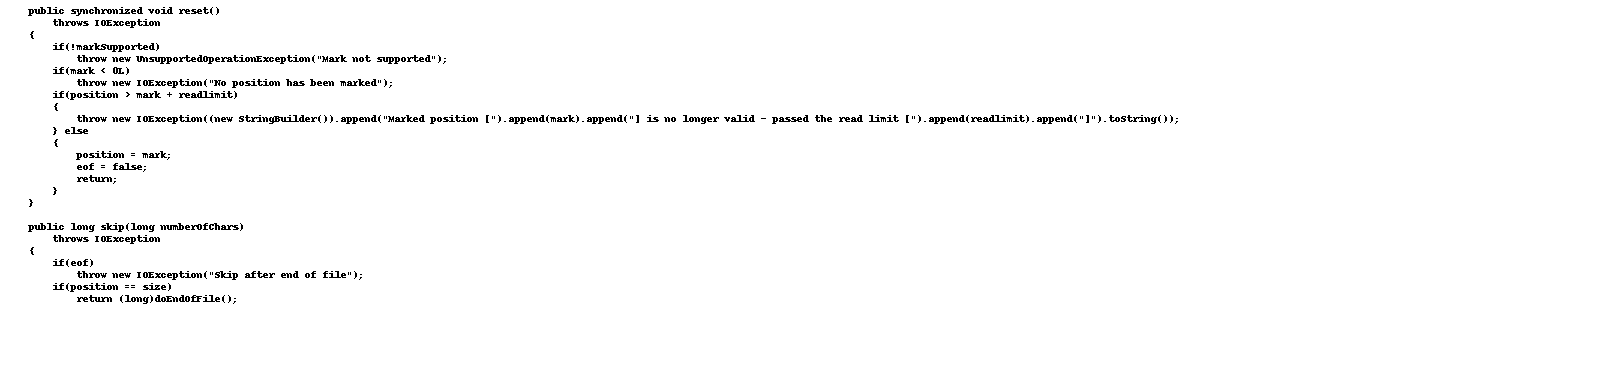 public synchronized void reset()
    throws IOException
{
    if(!markSupported)
        throw new UnsupportedOperationException("Mark not supported");
    if(mark < 0L)
        throw new IOException("No position has been marked");
    if(position > mark + readlimit)
    {
        throw new IOException((new StringBuilder()).append("Marked position [").append(mark).append("] is no longer valid - passed the read limit [").append(readlimit).append("]").toString());
    } else
    {
        position = mark;
        eof = false;
        return;
    }
}

public long skip(long numberOfChars)
    throws IOException
{
    if(eof)
        throw new IOException("Skip after end of file");
    if(position == size)
        return (long)doEndOfFile();